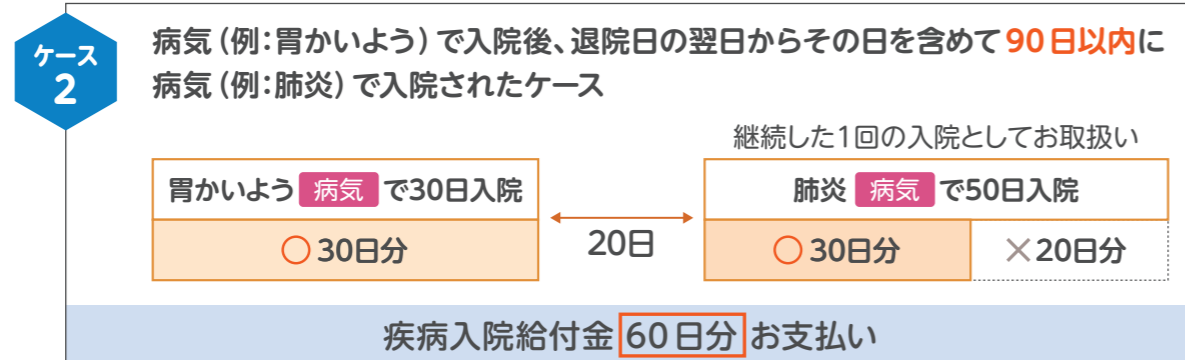 ケース
2
病気（例：胃かいよう）で入院後、退院日の翌日からその日を含めて90日以内に
病気（例：肺炎）で入院されたケース
継続した1回の入院としてお取扱い
胃かいよう 病気 で30日入院
肺炎 病気 で50日入院
○30日分
20日
○30日分
×20日分
疾病入院給付金 60日分 お支払い